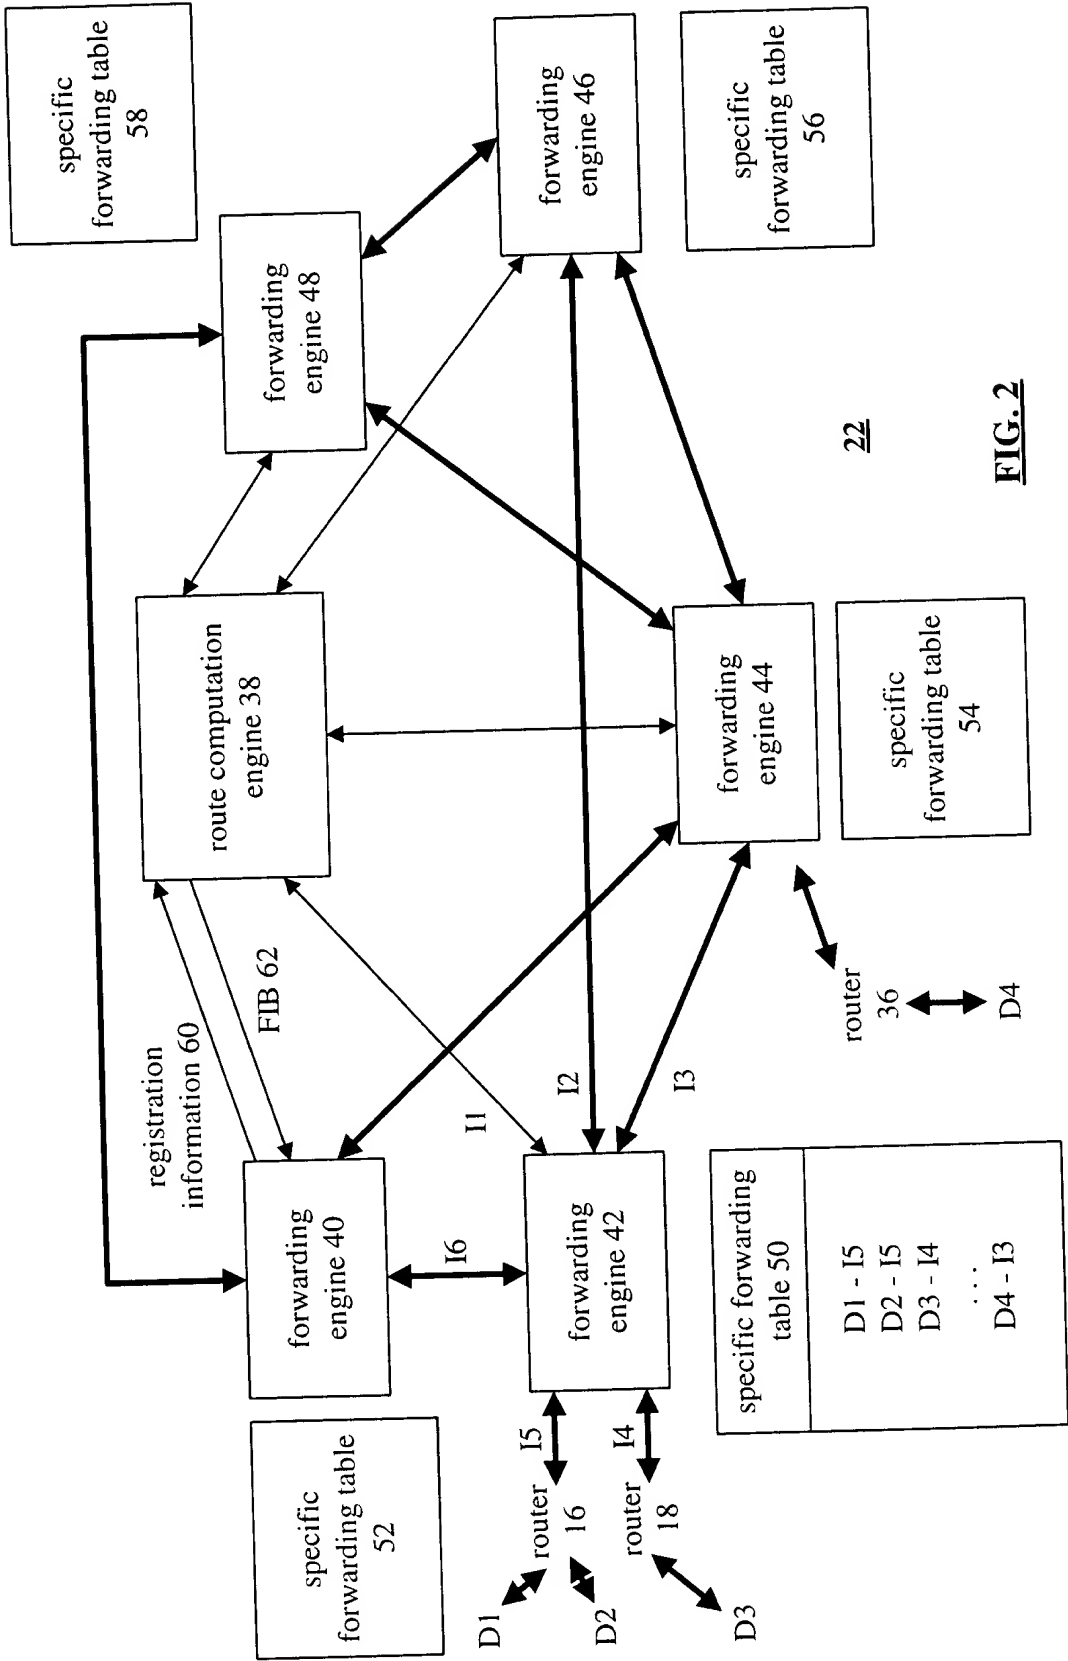 specific
forwarding table
52
D1
D2
D3
router
16
router
18
I5
I4
forwarding
engine 40
I6
forwarding
engine 42
specific forwarding
table 50
D1 - I5
D2 - I5
D3 - I4
. . .
D4 - I3
registration
information 60
FIB 62
I1
I2
I3
router
36
D4
route computation
engine 38
forwarding
engine 44
specific
forwarding table
54
forwarding
engine 48
specific
forwarding table
58
forwarding
engine 46
specific
forwarding table
56
22
FIG. 2